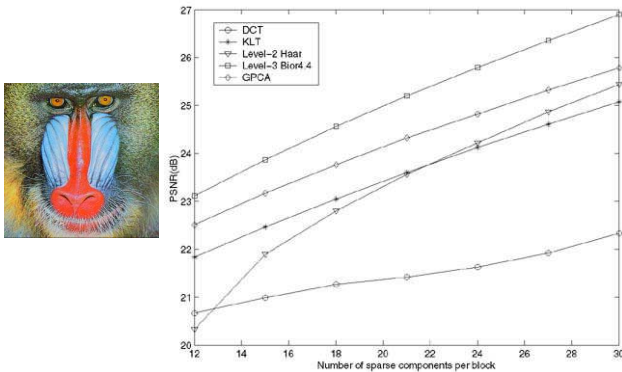 27
26
25
24
23
22
21
20
PSNR(dB)
DCT
KLT
Level-2 Haar
Level-3 Bior4.4
GPCA
12 14 16 18 20 22 24 26 28 30
Number of sparse components per block